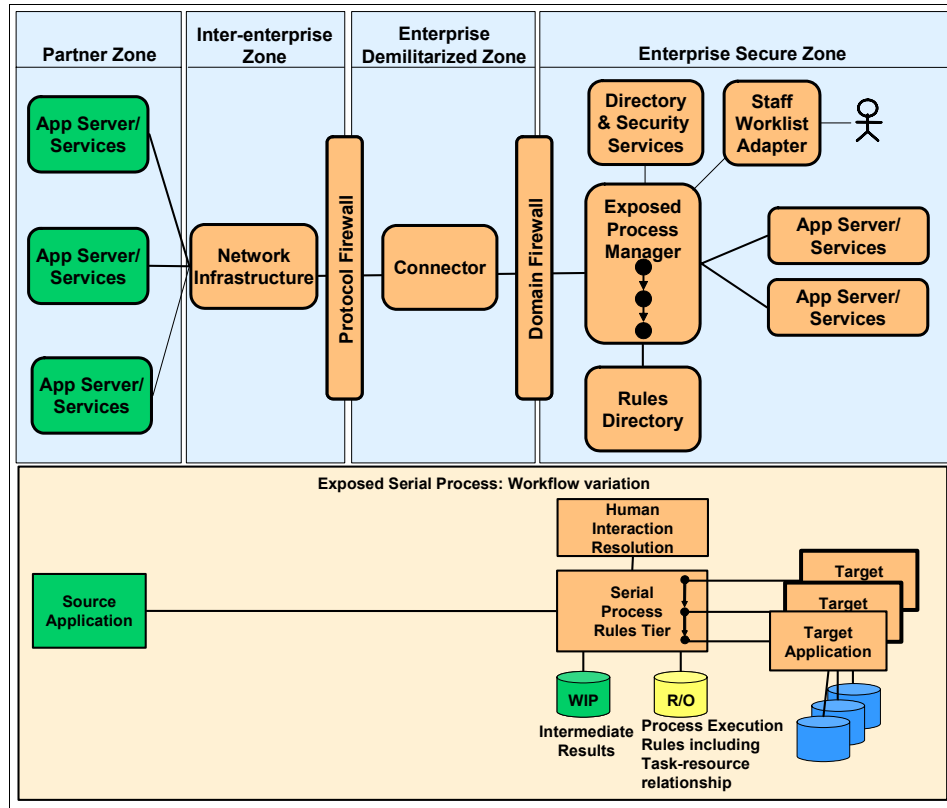 Partner Zone
Inter-enterprise
Zone
Enterprise
Demilitarized Zone
Enterprise Secure Zone
App Server/
Services
App Server/
Services
App Server/
Services
Network
Infrastructure
Protocol Firewall
Connector
Domain Firewall
Directory
& Security
Services
Staff
Worklist
Adapter
Exposed
Process
Manager
App Server/
Services
App Server/
Services
Rules
Directory
Exposed Serial Process: Workflow variation
Human
Interaction
Resolution
Source
Application
Serial
Process
Rules Tier
Target
Target
Target
Application
WIP
R/O
Intermediate
Results
Process Execution
Rules including
Task-resource
relationship